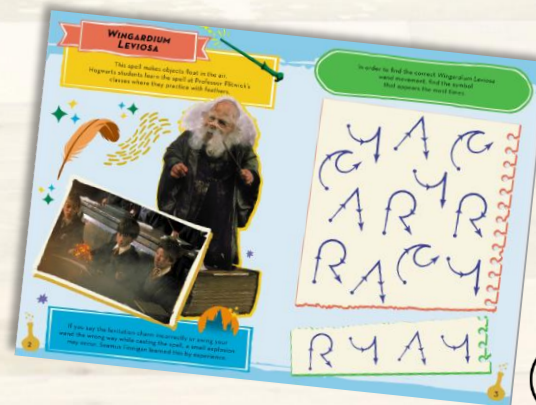 WINGARDIUM
LEVIOSA
This spell makes objects float in the air.
Hogwarts students learn the spell at Professor Flitwick's
classes where they practice with feathers.
If you say the levitation charm incorrectly or swing your
wand the wrong way while casting the spell, a small explosion
may occur. Seamus Finnigan learned this by experience.
2
In order to find the correct Wingardium Leviosa
wand movement, find the symbol
that appears the most times.
3